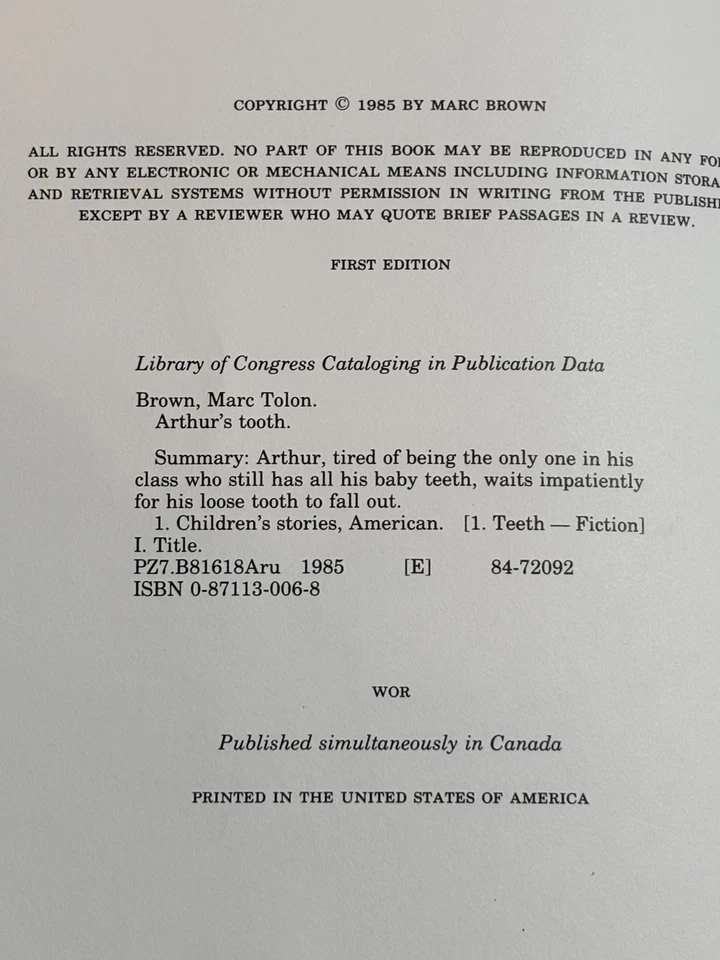 COPYRIGHT © 1985 BY MARC BROWN
ALL RIGHTS RESERVED. NO PART OF THIS BOOK MAY BE REPRODUCED IN ANY
OR BY ANY ELECTRONIC OR MECHANICAL MEANS INCLUDING INFORMATION
AND RETRIEVAL SYSTEMS WITHOUT PERMISSION IN WRITING FROM THE
EXCEPT BY A REVIEWER WHO MAY QUOTE BRIEF PASSAGES IN A REVIEW.
FIRST EDITION
Library of Congress Cataloging in Publication Data
Brown, Marc Tolon.
Arthur's tooth.
Summary: Arthur, tired of being the only one in his
class who still has all his baby teeth, waits impatiently
for his loose tooth to fall out.
1. Children's stories, American. [1. Teeth — Fiction]
I. Title.
PZ7.B81618Aru 1985 [E] 84-72092
ISBN 0-87113-006-8
WOR
Published simultaneously in Canada
PRINTED IN THE UNITED STATES OF AMERICA